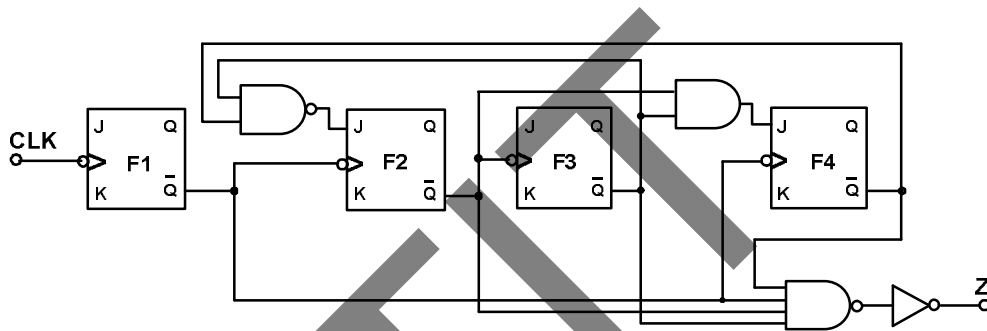 J Q J Q J Q J Q
CLK
F1 F2 F3 F4
K Q̅ K Q̅ K Q̅ K Q̅
Z